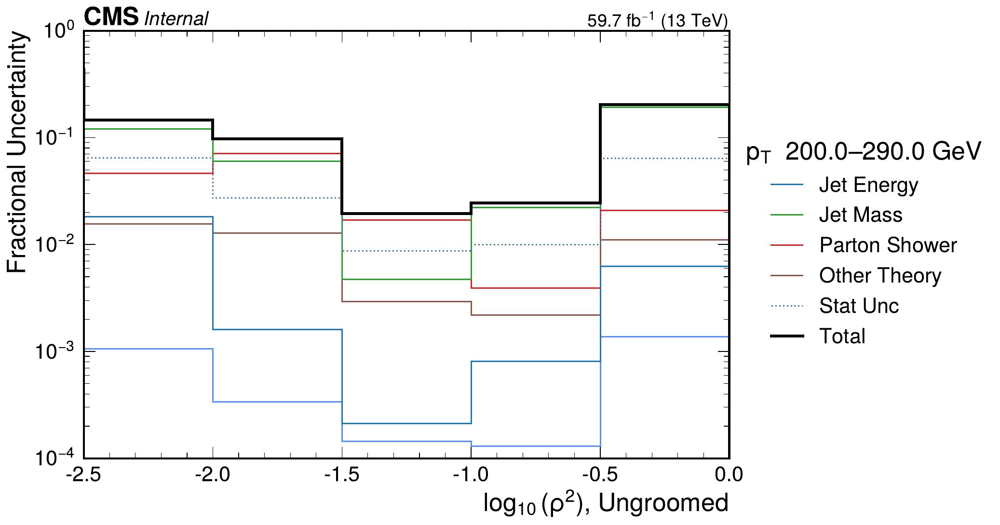 CMS Internal
59.7 fb⁻¹ (13 TeV)
Fractional Uncertainty
10⁰
10⁻¹
10⁻²
10⁻³
10⁻⁴
-2.5 -2.0 -1.5 -1.0 -0.5 0.0
log₁₀(ρ²), Ungroomed
p_T 200.0–290.0 GeV
Jet Energy
Jet Mass
Parton Shower
Other Theory
Stat Unc
Total